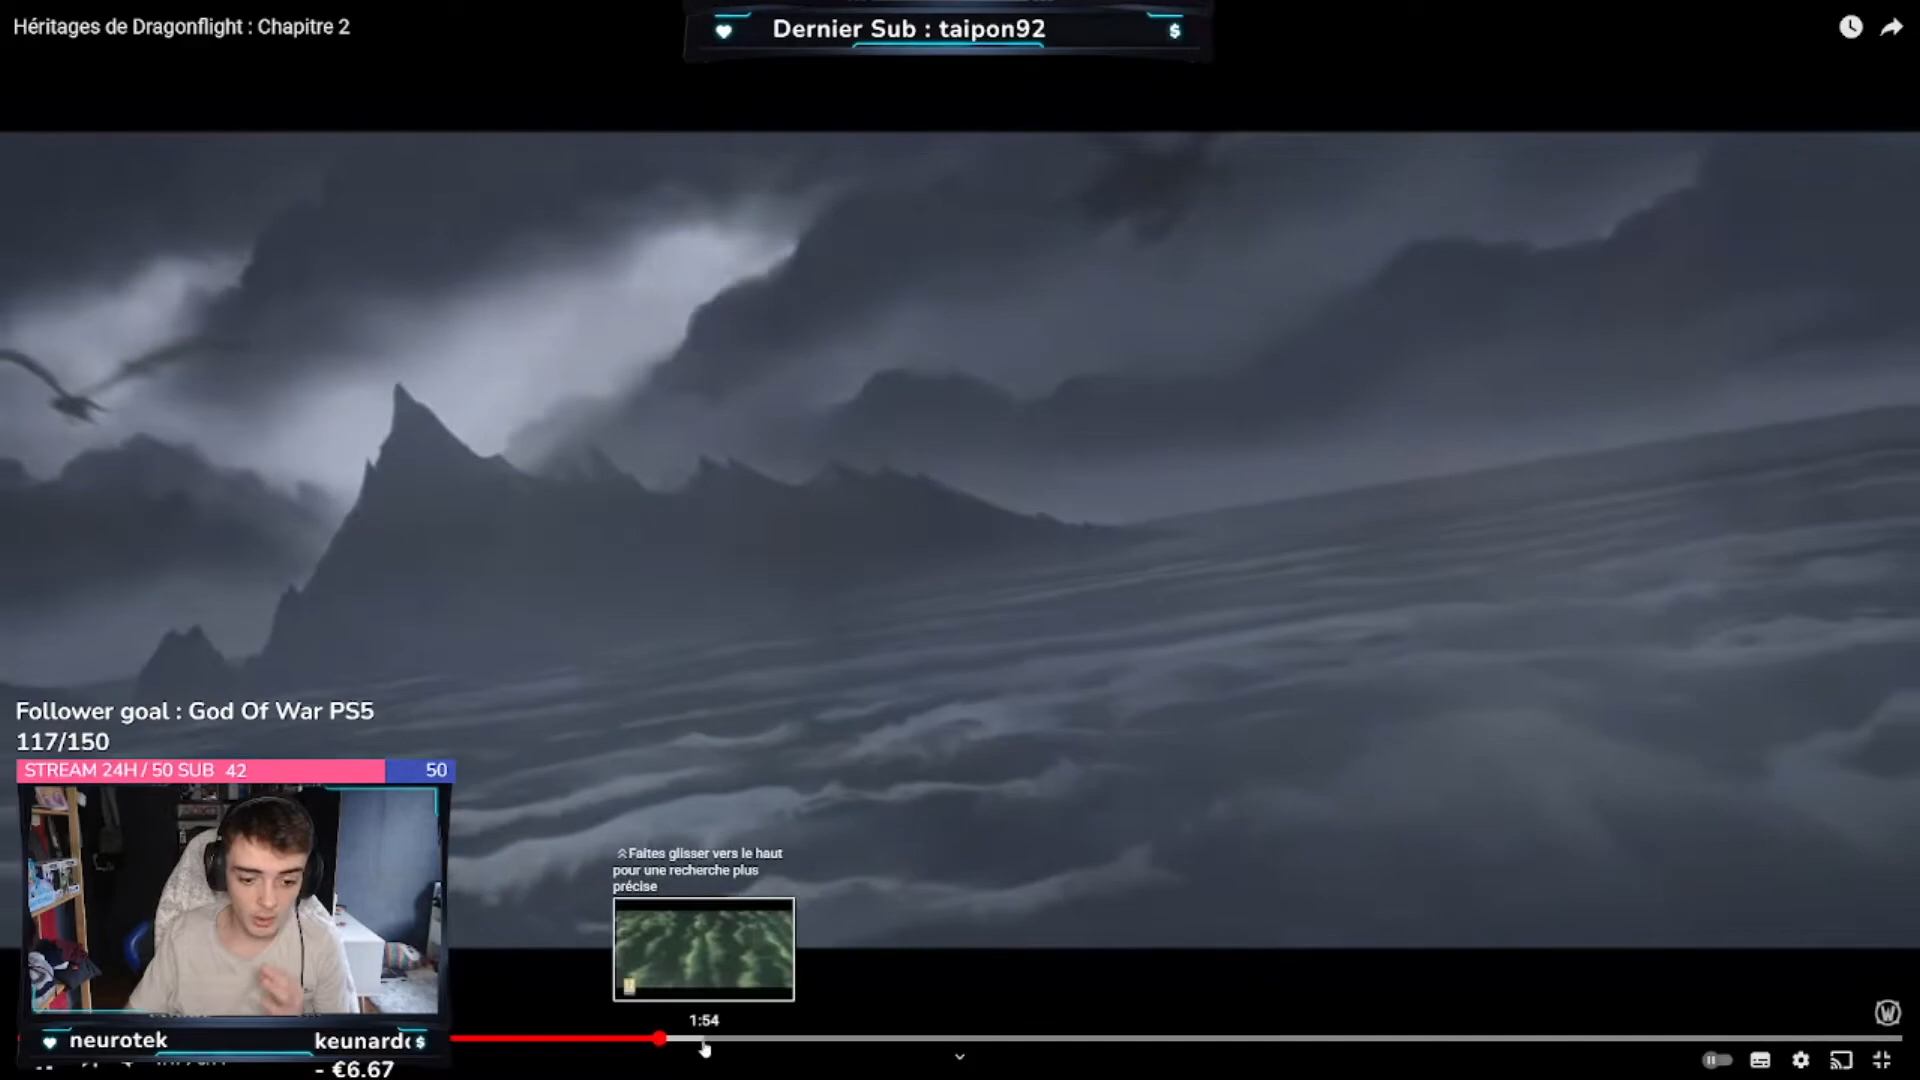 Héritages de Dragonflight : Chapitre 2
Dernier Sub : taipon92
$
Follower goal : God Of War PS5
117/150
STREAM 24H / 50 SUB 42
50
Faites glisser vers le haut
pour une recherche plus
précise
1:54
neurotek
keunard
$
- €6.67
W